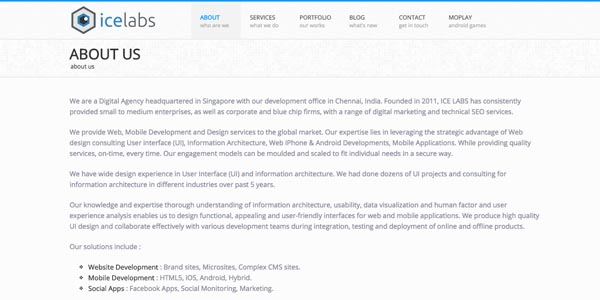 icelabs
ABOUT SERVICES PORTFOLIO BLOG CONTACT MOPLAY
who are we what we do our works what's new get in touch android games
ABOUT US
about us
We are a Digital Agency headquartered in Singapore with our development office in Chennai, India. Founded in 2011, ICE LABS has consistently
provided small to medium enterprises, as well as corporate and blue chip firms, with a range of digital marketing and technical SEO services.
We provide Web, Mobile Development and Design services to the global market. Our expertise lies in leveraging the strategic advantage of Web
design consulting User interface (UI), Information Architecture, Web IPhone & Android Developments, Mobile Applications. While providing quality
services, on-time, every time. Our engagement models can be moulded and scaled to fit individual needs in a secure way.
We have wide design experience in User Interface (UI) and information architecture. We had done dozens of UI projects and consulting for
information architecture in different industries over past 5 years.
Our knowledge and expertise thorough understanding of information architecture, usability, data visualization and human factor and user
experience analysis enables us to design functional, appealing and user-friendly interfaces for web and mobile applications. We produce high quality
UI design and collaborate effectively with various development teams during integration, testing and deployment of online and offline products.
Our solutions include :
Website Development : Brand sites, Microsites, Complex CMS sites.
Mobile Development : HTML5, iOS, Android, Hybrid.
Social Apps : Facebook Apps, Social Monitoring, Marketing.